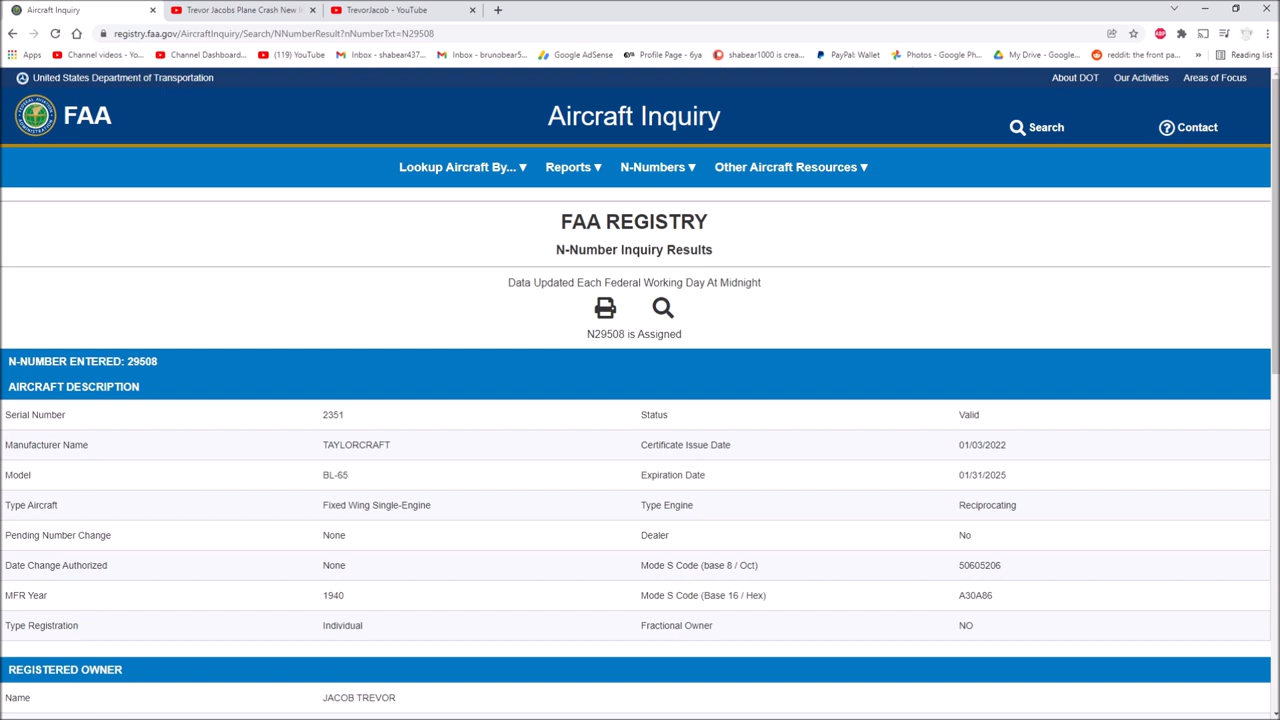 Aircraft Inquiry
Trevor Jacobs Plane Crash New
TrevorJacob - YouTube
registry.faa.gov/AircraftInquiry/Search/NNumberResult?nNumberTxt=N29508
Apps
Channel videos - Yo...
Channel Dashboard...
(119) YouTube
Inbox - shabear437...
Inbox - brunobear5...
Google AdSense
Profile Page - 6ya
shabear1000 is crea...
PayPal: Wallet
Photos - Google Ph...
My Drive - Google...
reddit: the front pa...
»
Reading list
United States Department of Transportation
About DOT Our Activities Areas of Focus
FAA
Aircraft Inquiry
Search Contact
Lookup Aircraft By... ▼ Reports ▼ N-Numbers ▼ Other Aircraft Resources ▼
FAA REGISTRY
N-Number Inquiry Results
Data Updated Each Federal Working Day At Midnight
N29508 is Assigned
N-NUMBER ENTERED: 29508
AIRCRAFT DESCRIPTION
Serial Number 2351 Status Valid
Manufacturer Name TAYLORCRAFT Certificate Issue Date 01/03/2022
Model BL-65 Expiration Date 01/31/2025
Type Aircraft Fixed Wing Single-Engine Type Engine Reciprocating
Pending Number Change None Dealer No
Date Change Authorized None Mode S Code (base 8 / Oct) 50605206
MFR Year 1940 Mode S Code (Base 16 / Hex) A30A86
Type Registration Individual Fractional Owner NO
REGISTERED OWNER
Name JACOB TREVOR